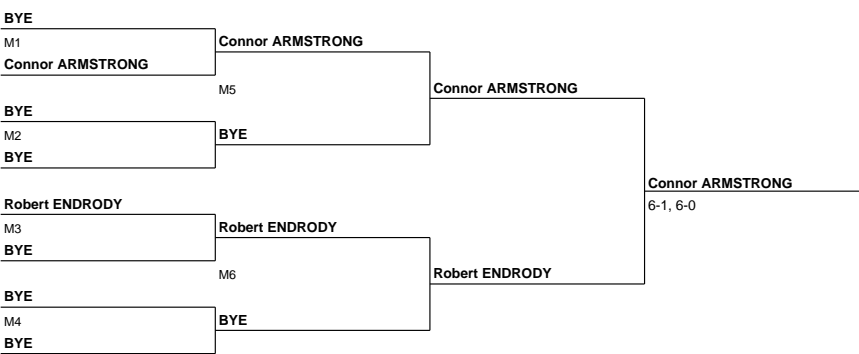 BYE
M1
Connor ARMSTRONG
Connor ARMSTRONG
M5
BYE
M2
BYE
BYE
Connor ARMSTRONG
Robert ENDRODY
M3
BYE
Robert ENDRODY
M6
BYE
M4
BYE
BYE
Robert ENDRODY
Connor ARMSTRONG
6-1, 6-0